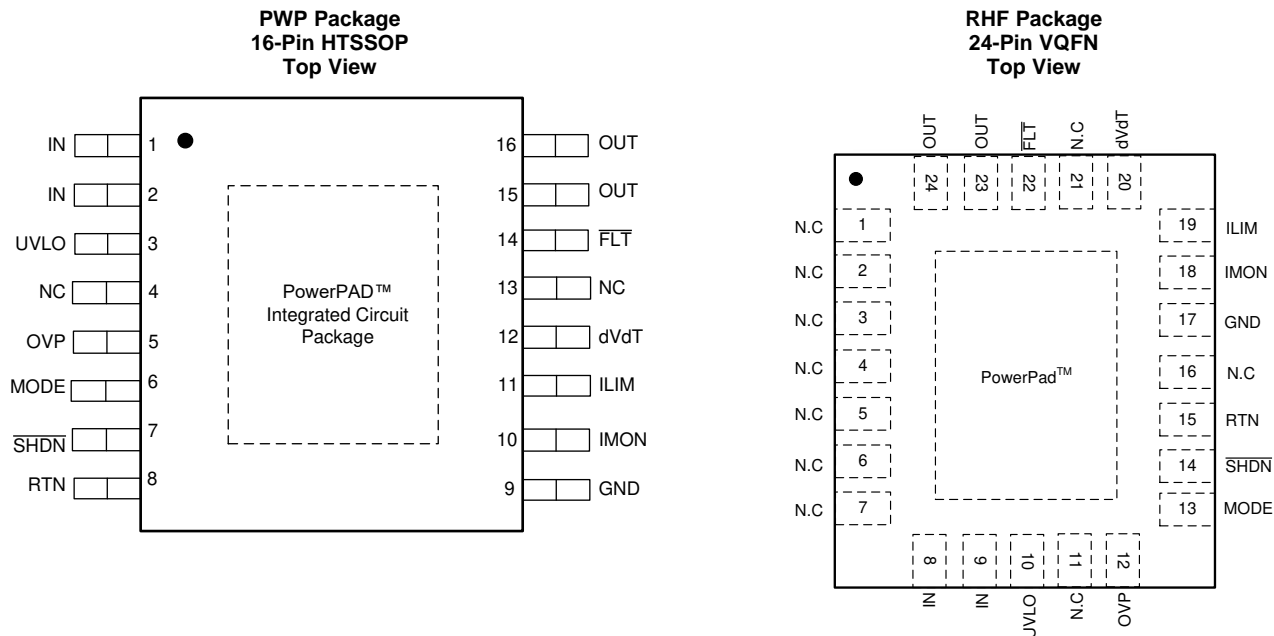 PWP Package
16-Pin HTSSOP
Top View
IN 1
IN 2
UVLO 3
NC 4
OVP 5
MODE 6
SHDN 7
RTN 8
16 OUT
15 OUT
14 FLT
13 NC
12 dVdT
11 ILIM
10 IMON
9 GND
PowerPAD™
Integrated Circuit
Package
RHF Package
24-Pin VQFN
Top View
OUT 24
OUT 23
FLT 22
N.C 21
dVdT 20
N.C 1
N.C 2
N.C 3
N.C 4
N.C 5
N.C 6
N.C 7
19 ILIM
18 IMON
17 GND
16 N.C
15 RTN
14 SHDN
13 MODE
PowerPad™
8 IN
9 IN
10 UVLO
11 N.C
12 OVP